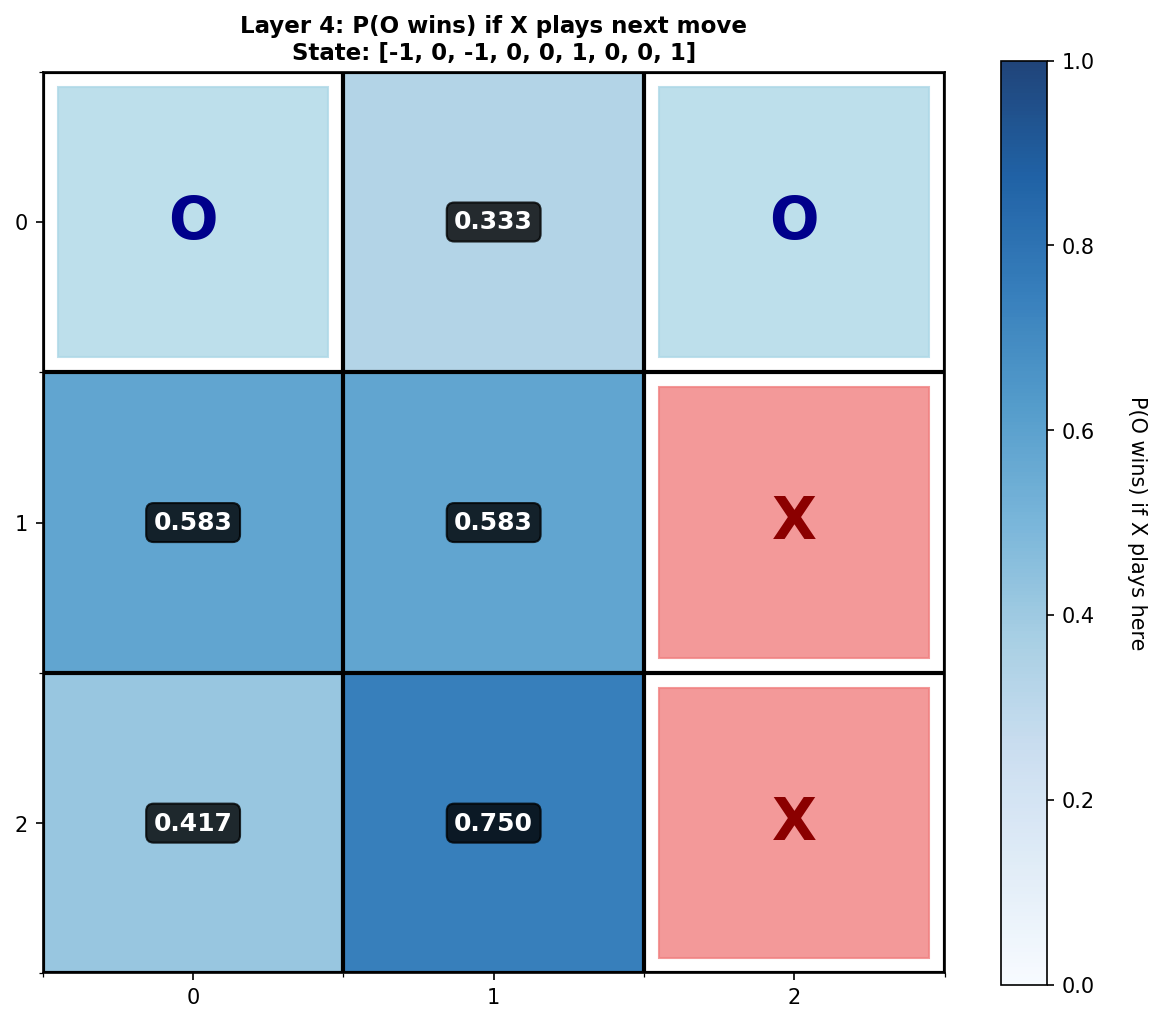 Layer 4: P(O wins) if X plays next move
State: [-1, 0, -1, 0, 0, 1, 0, 0, 1]
0
O
0.333
O
1
0.583
0.583
X
2
0.417
0.750
X
0
1
2
1.0
0.8
0.6
0.4
0.2
0.0
P(O wins) if X plays here